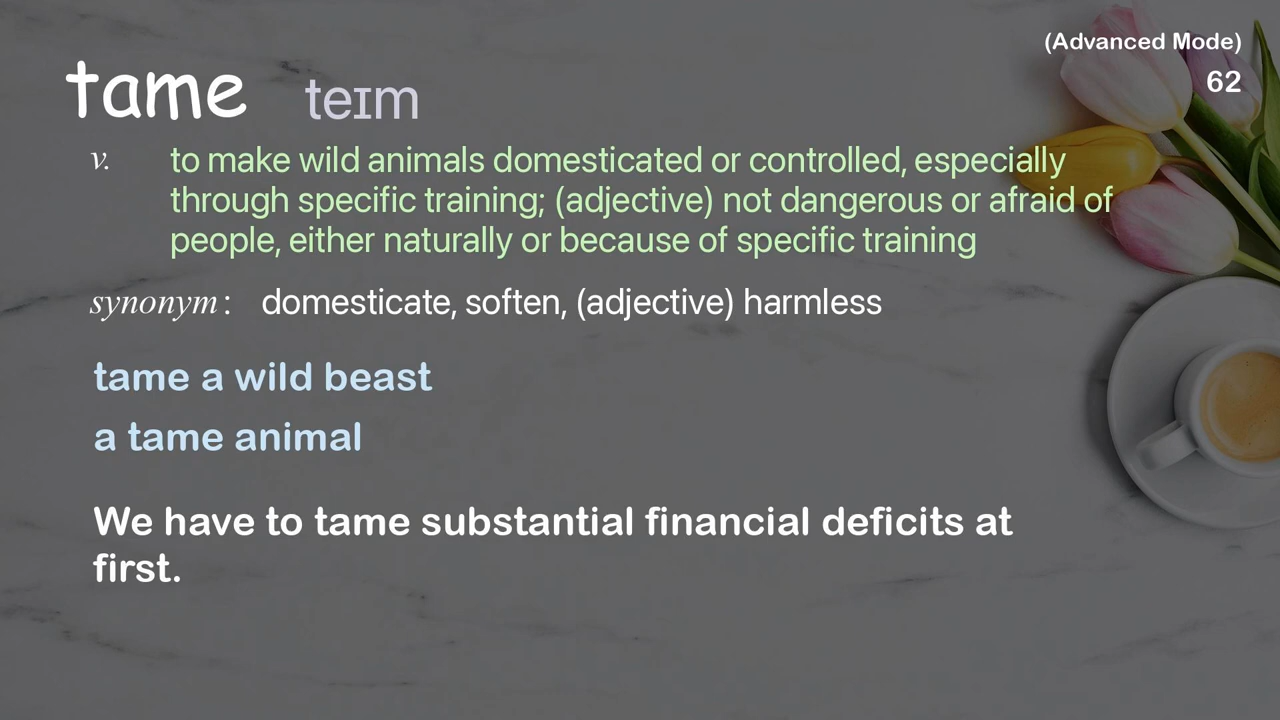 (Advanced Mode)
tame teɪm
62
v. to make wild animals domesticated or controlled, especially
through specific training; (adjective) not dangerous or afraid of
people, either naturally or because of specific training
synonym: domesticate, soften, (adjective) harmless
tame a wild beast
a tame animal
We have to tame substantial financial deficits at
first.